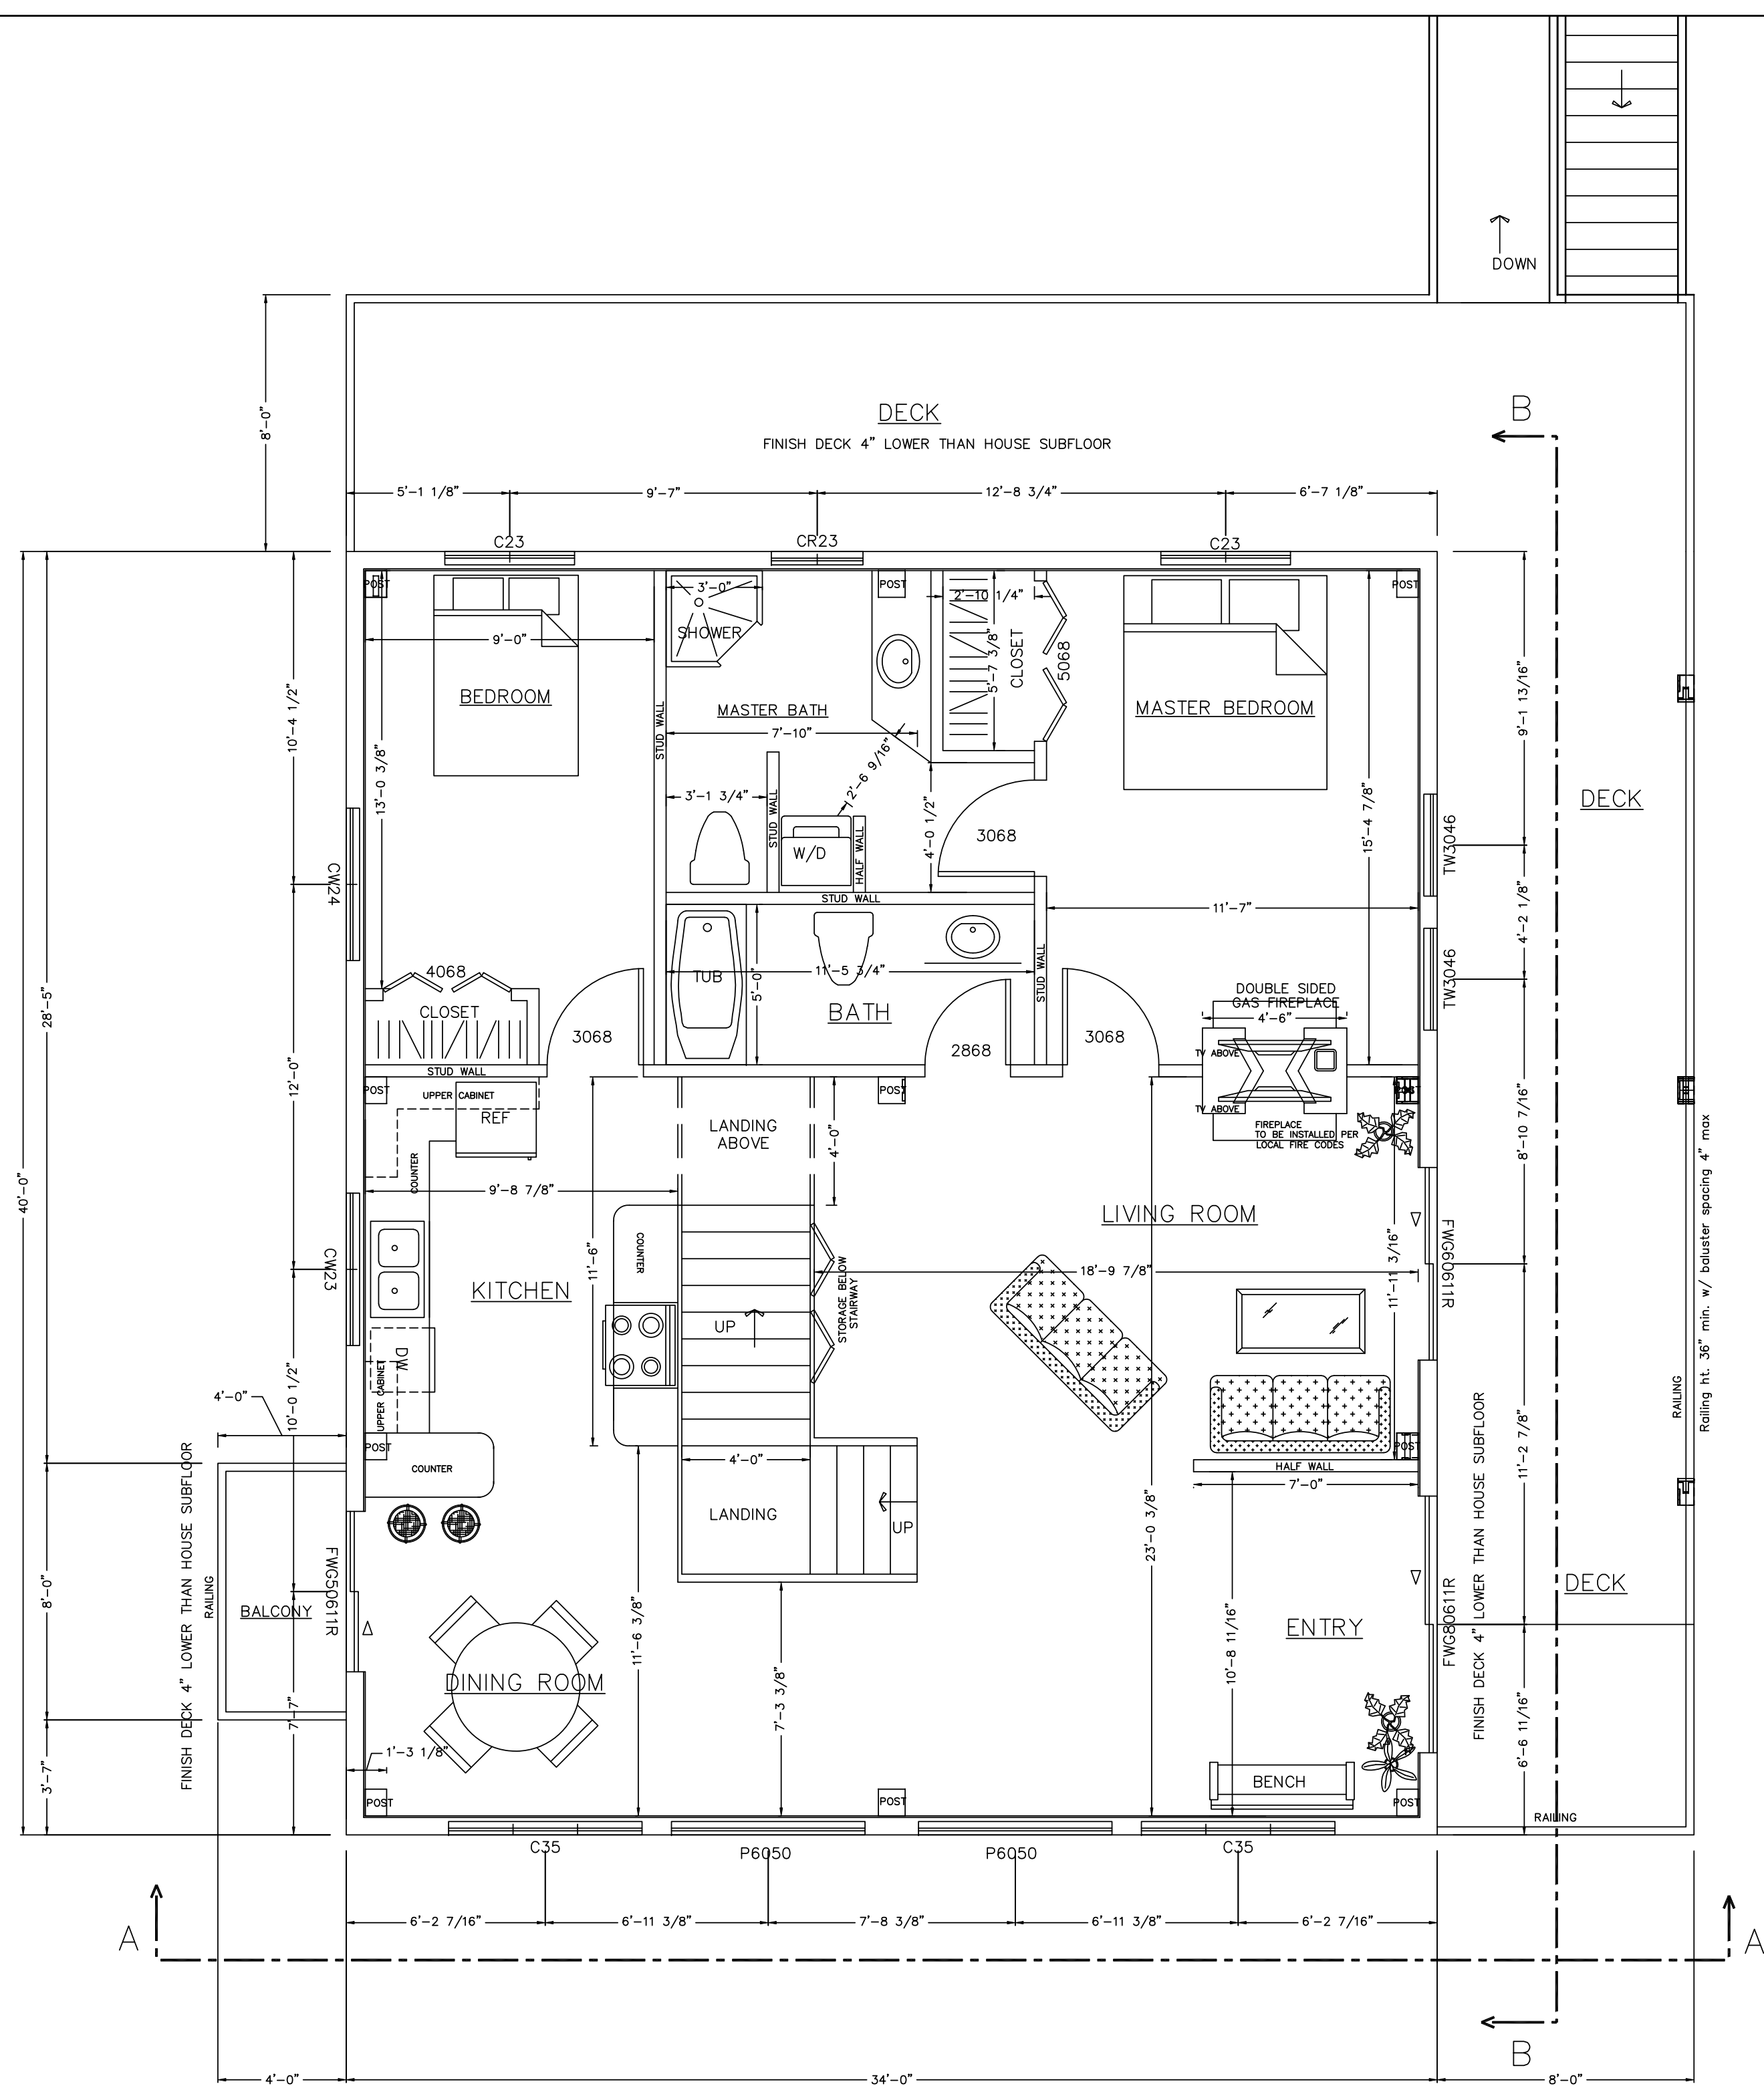 DOWN
DECK
FINISH DECK 4" LOWER THAN HOUSE SUBFLOOR
B
8'-0"
5'-1 1/8"
9'-7"
12'-8 3/4"
6'-7 1/8"
C23
CR23
C23
POST
3'-0"
POST
2'-10 1/4"
POST
SHOWER
9'-0"
5'-7 3/8"
CLOSET
5068
BEDROOM
MASTER BATH
MASTER BEDROOM
STUD WALL
7'-10"
10'-4 1/2"
13'-0 3/8"
2'-6 9/16"
9'-1 13/16"
3'-1 3/4"
STUD WALL
W/D
HALF WALL
4'-0 1/2"
3068
15'-4 7/8"
TW3046
DECK
CW24
STUD WALL
11'-7"
4'-2 1/8"
4068
TUB
5'-0"
11'-5 3/4"
STUD WALL
TW3046
DOUBLE SIDED
GAS FIREPLACE
4'-6"
CLOSET
BATH
28'-5"
3068
2868
3068
TV ABOVE
STUD WALL
12'-0"
POST
UPPER CABINET
REF
LANDING
ABOVE
POST
POST
TV ABOVE
FIREPLACE
TO BE INSTALLED PER
LOCAL FIRE CODES
4'-0"
COUNTER
8'-10 7/16"
40'-0"
9'-8 7/8"
LIVING ROOM
11'-6"
COUNTER
CW23
KITCHEN
18'-9 7/8"
STORAGE BELOW
STAIRWAY
11'-11 3/16"
FWG60611R
UP
DW
UPPER CABINET
Railing ht. 36" min. w/ baluster spacing 4" max
RAILING
4'-0"
10'-0 1/2"
11'-2 7/8"
POST
COUNTER
4'-0"
POST
HALF WALL
7'-0"
LANDING
UP
23'-0 3/8"
FINISH DECK 4" LOWER THAN HOUSE SUBFLOOR
RAILING
8'-0"
BALCONY
FWG50611R
FWG80611R
FINISH DECK 4" LOWER THAN HOUSE SUBFLOOR
DECK
ENTRY
DINING ROOM
11'-6 3/8"
7'-3 3/8"
10'-8 11/16"
7'-7"
3'-7"
1'-3 1/8"
6'-6 11/16"
BENCH
POST
POST
POST
RAILING
C35
P6050
P6050
C35
6'-2 7/16"
6'-11 3/8"
7'-8 3/8"
6'-11 3/8"
6'-2 7/16"
A
A
B
4'-0"
34'-0"
8'-0"